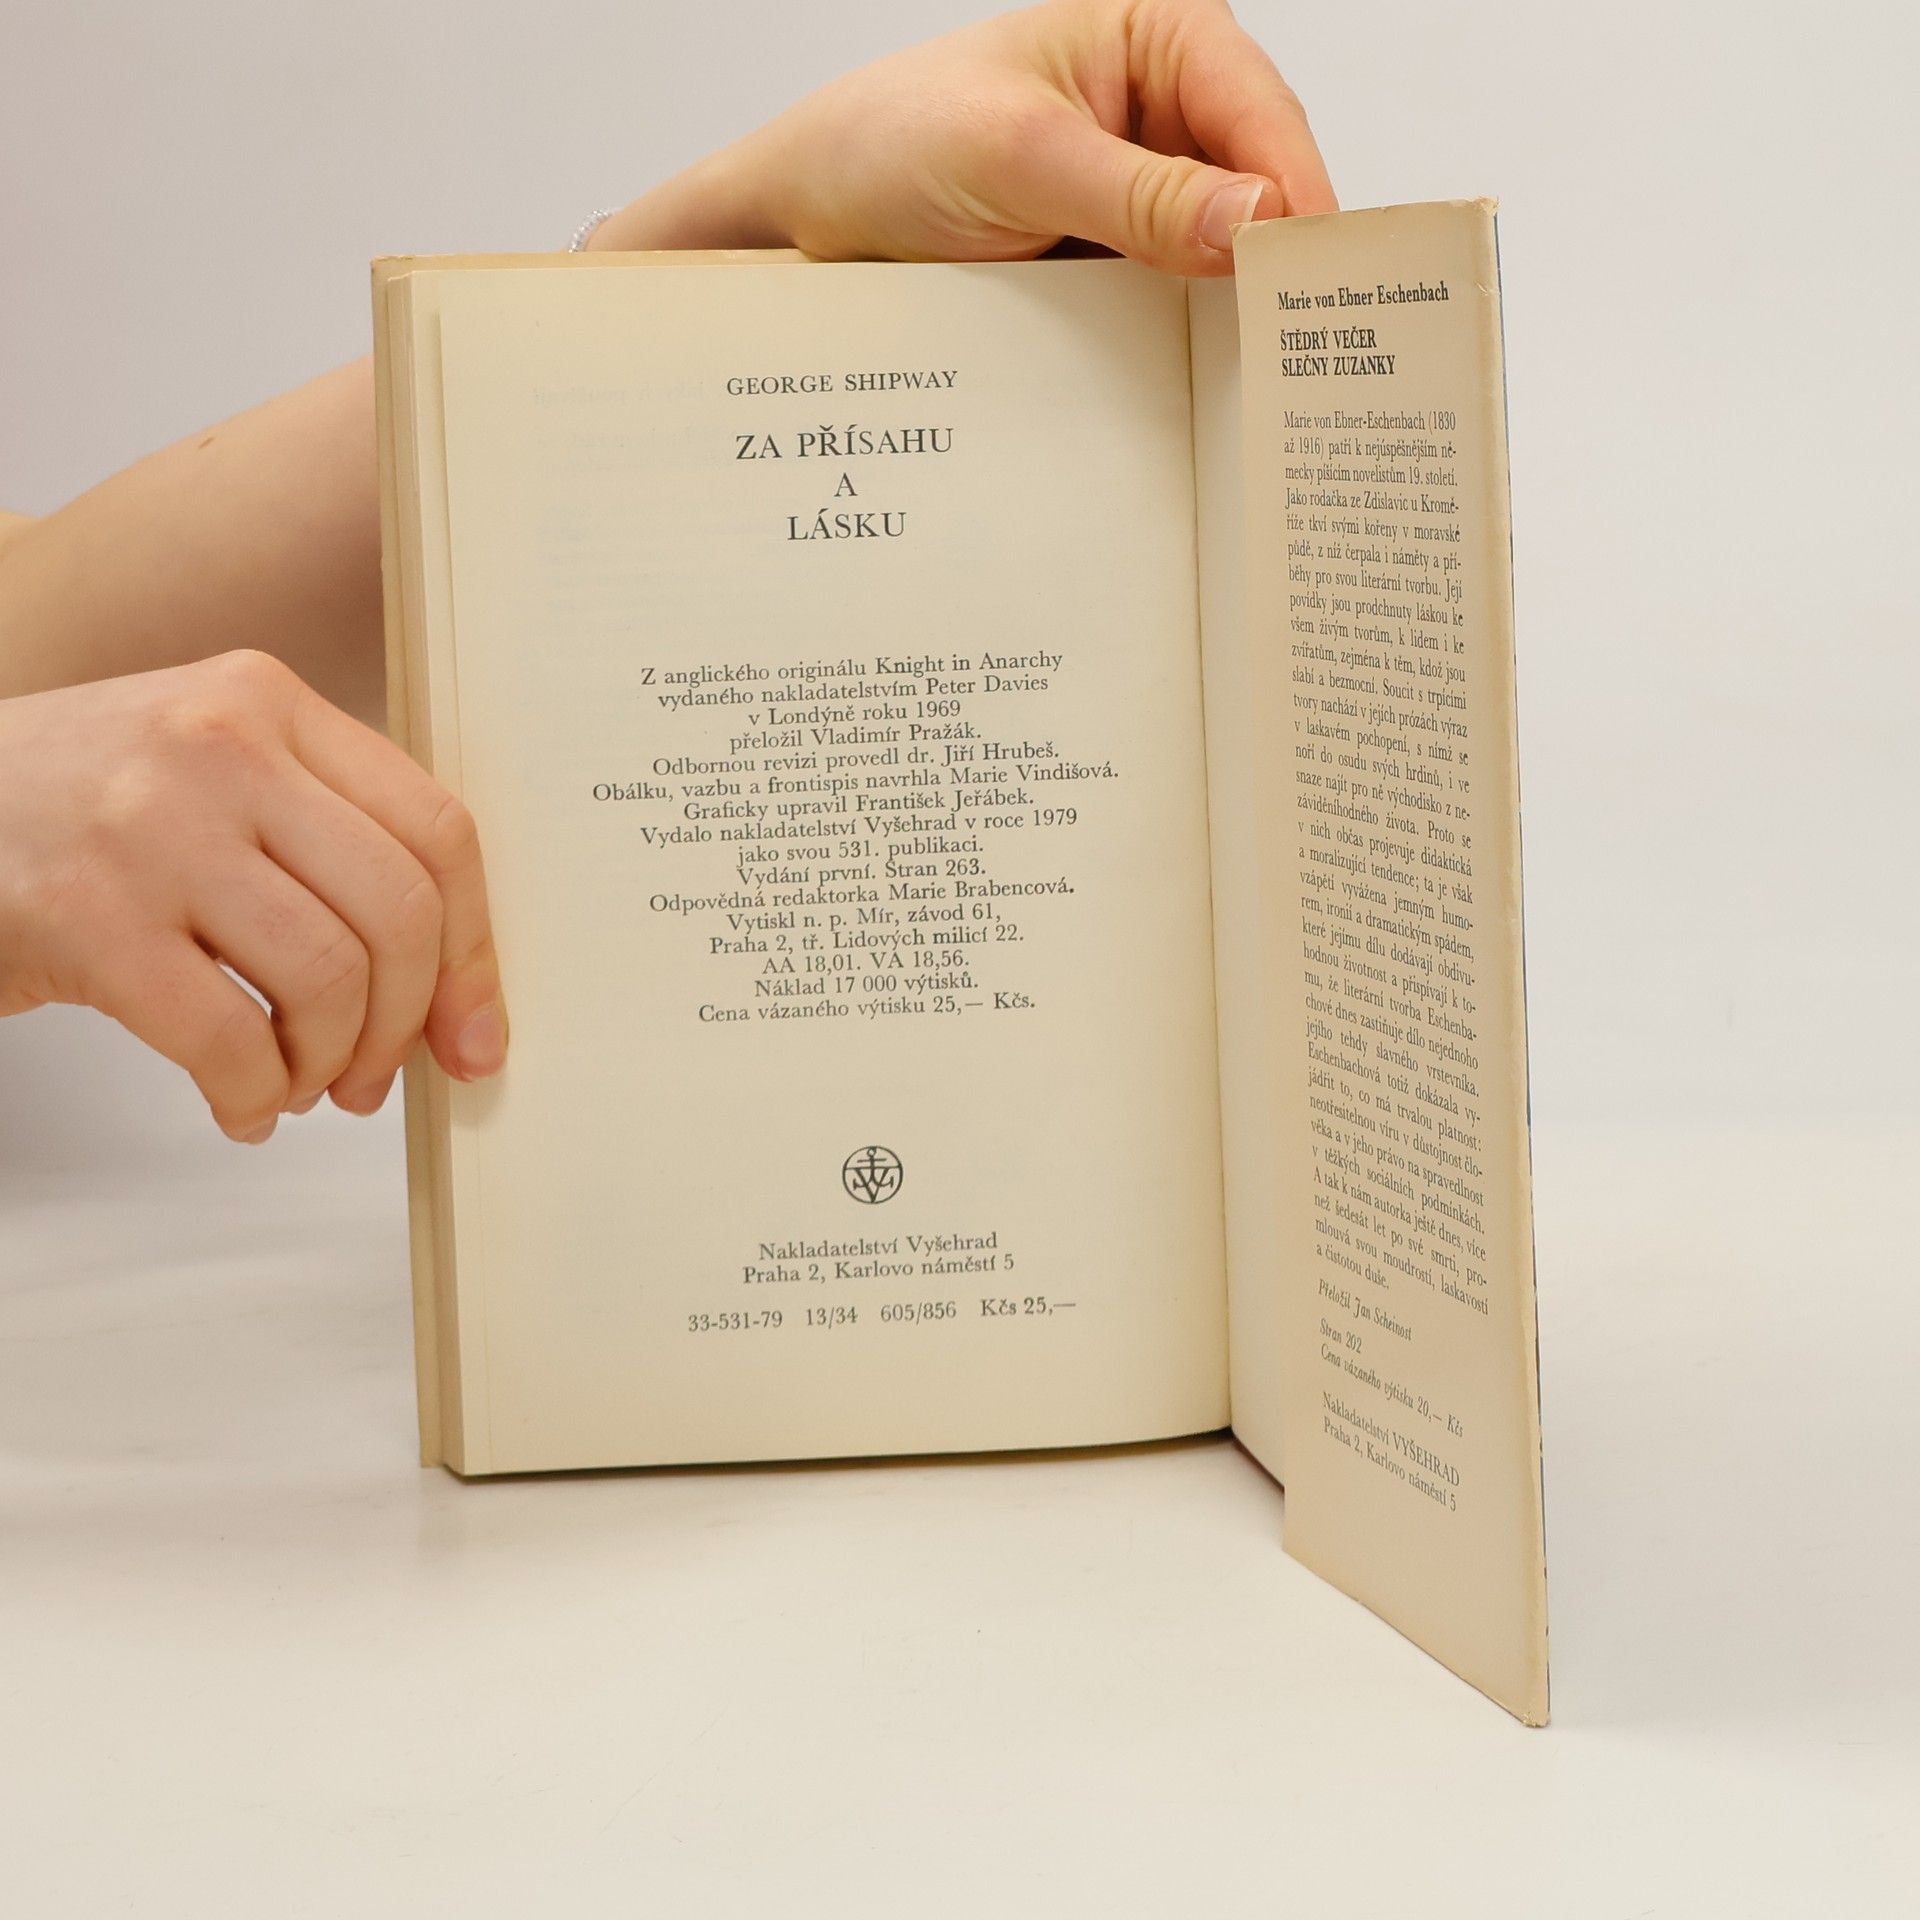 GEORGE SHIPWAY
ZA PŘÍSAHU
A
LÁSKU
Z anglického originálu Knight in Anarchy
vydaného nakladatelstvím Peter Davies
v Londýně roku 1969
přeložil Vladimír Pražák.
Odbornou revizi provedl dr. Jiří Hrubeš.
Obálku, vazbu a frontispis navrhla Marie Vindišová.
Graficky upravil František Jeřábek.
Vydalo nakladatelství Vyšehrad v roce 1979
jako svou 531. publikaci.
Vydání první. Stran 263.
Odpovědná redaktorka Marie Brabencová.
Vytiskl n. p. Mír, závod 61,
Praha 2, tř. Lidových milicí 22.
AA 18,01. VA 18,56.
Náklad 17 000 výtisků.
Cena vázaného výtisku 25,— Kčs.
Nakladatelství Vyšehrad
Praha 2, Karlovo náměstí 5
33-531-79 13/34 605/856 Kčs 25,—
Marie von Ebner Eschenbach
ŠTĚDRÝ VEČER
SLEČNY ZUZANKY
Marie von Ebner-Eschenbach (1830
až 1916) patří k nejúspěšnějším ně-
mecky píšícím novelistům 19. století.
Jako rodačka ze Zdislavic u Kromě-
říže tkví svými kořeny v moravské
půdě, z níž čerpala i náměty a pří-
běhy pro svou literární tvorbu. Její
povídky jsou prodchnuty láskou ke
všem živým tvorům, k lidem i ke
zvířatům, zejména k těm, kdož jsou
slabí a bezmocní. Soucit s trpícími
tvory nachází v jejích prózách výraz
v laskavém pochopení, s nímž se
noří do osudu svých hrdinů, i ve
snaze najít pro ně východisko z ne-
záviděníhodného života. Proto se
v nich občas projevuje didaktická
a moralizující tendence; ta je však
vzápětí vyvážena jemným humo-
rem, ironií a dramatickým spádem,
které jejímu dílu dodávají obdivu-
hodnou životnost a přispívají k to-
mu, že literární tvorba Eschenba-
chové dnes zastiňuje dílo nejednoho
jejího tehdy slavného vrstevníka.
Eschenbachová totiž dokázala vy-
jádřit to, co má trvalou platnost:
neotřesitelnou víru v důstojnost člo-
věka a v jeho právo na spravedlnost
v těžkých sociálních podmínkách.
A tak k nám autorka ještě dnes, více
než šedesát let po své smrti, pro-
mlouvá svou moudrostí, laskavostí
a čistotou duše.
Přeložil Jan Scheinost
Stran 202
Cena vázaného výtisku 20,— Kčs
Nakladatelství VYŠEHRAD
Praha 2, Karlovo náměstí 5